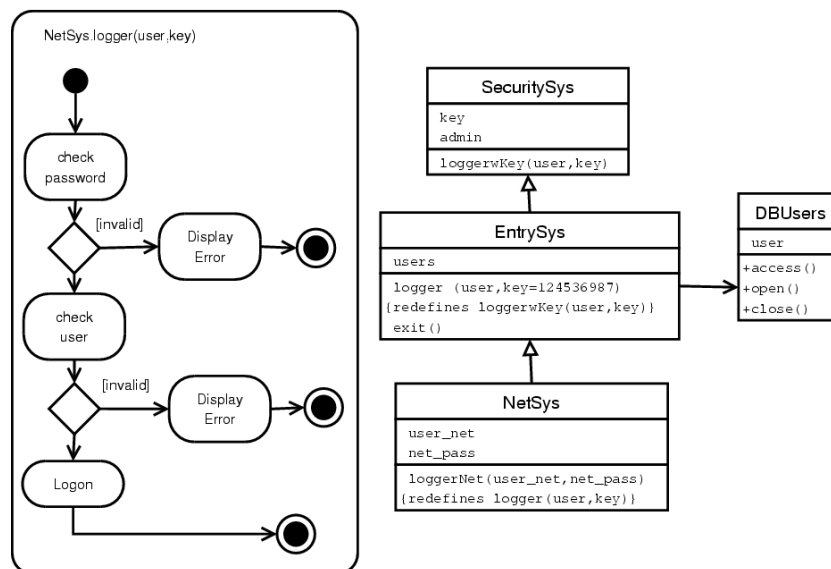 NetSys.logger(user,key)
check
password
[invalid]
Display
Error
check
user
[invalid]
Display
Error
Logon
SecuritySys
key
admin
loggerwKey(user,key)
EntrySys
users
logger (user,key=124536987)
{redefines loggerwKey(user,key)}
exit()
DBUsers
user
+access()
+open()
+close()
NetSys
user_net
net_pass
loggerNet(user_net,net_pass)
{redefines logger(user,key)}